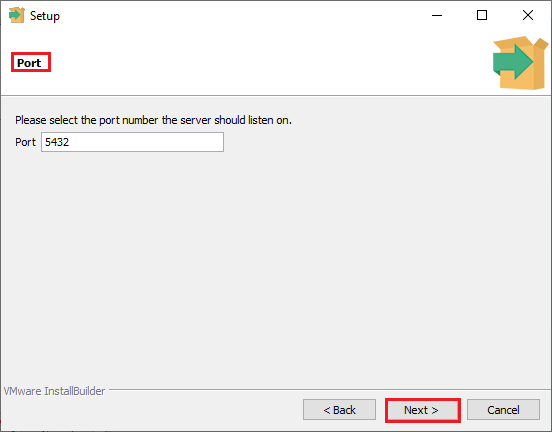 Setup
Port
Please select the port number the server should listen on.
Port 5432
VMware InstallBuilder
< Back Next > Cancel